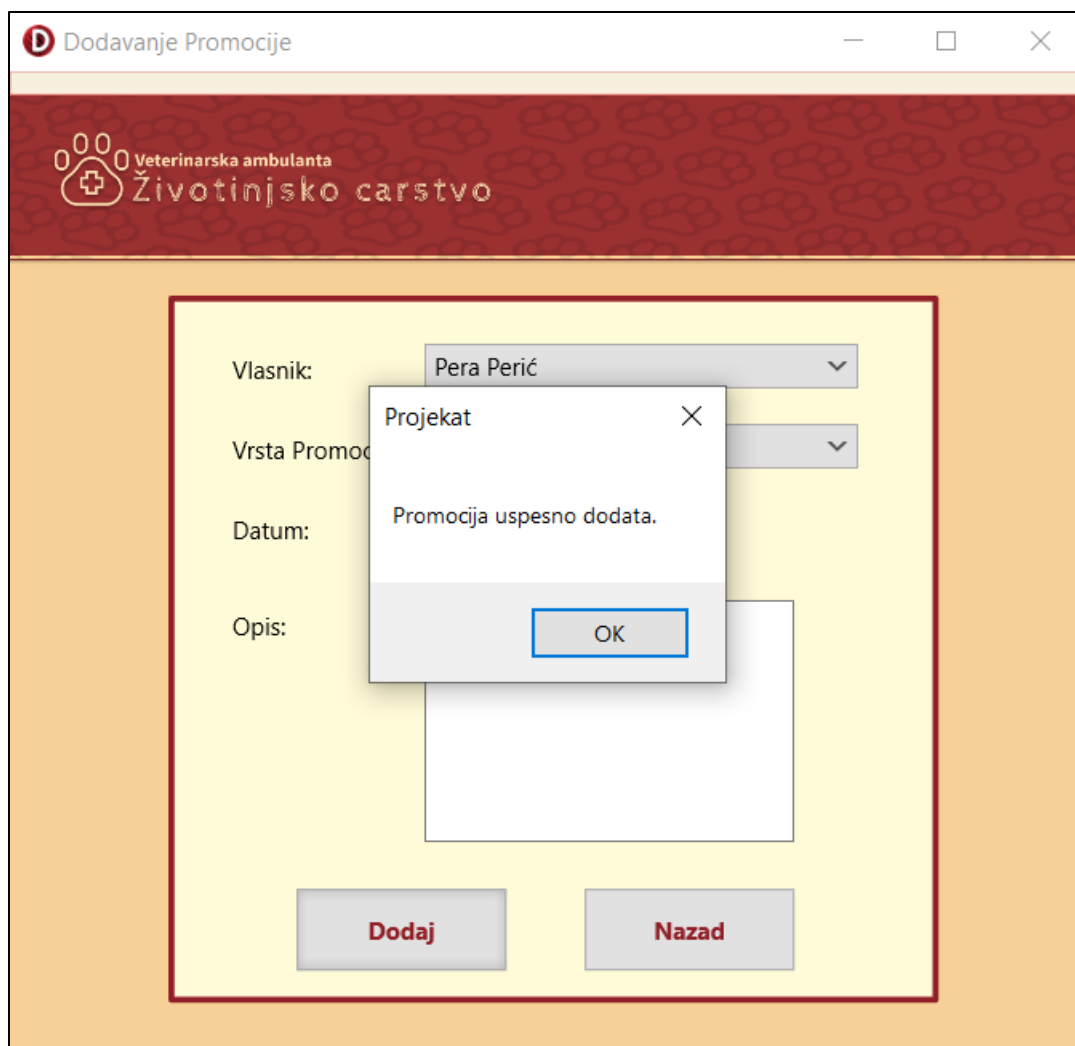 Dodavanje Promocije
Veterinarska ambulanta
Životinjsko carstvo
Vlasnik:
Pera Perić
Projekat
Vrsta Promoc
Promocija uspesno dodata.
Datum:
Opis:
OK
Dodaj
Nazad